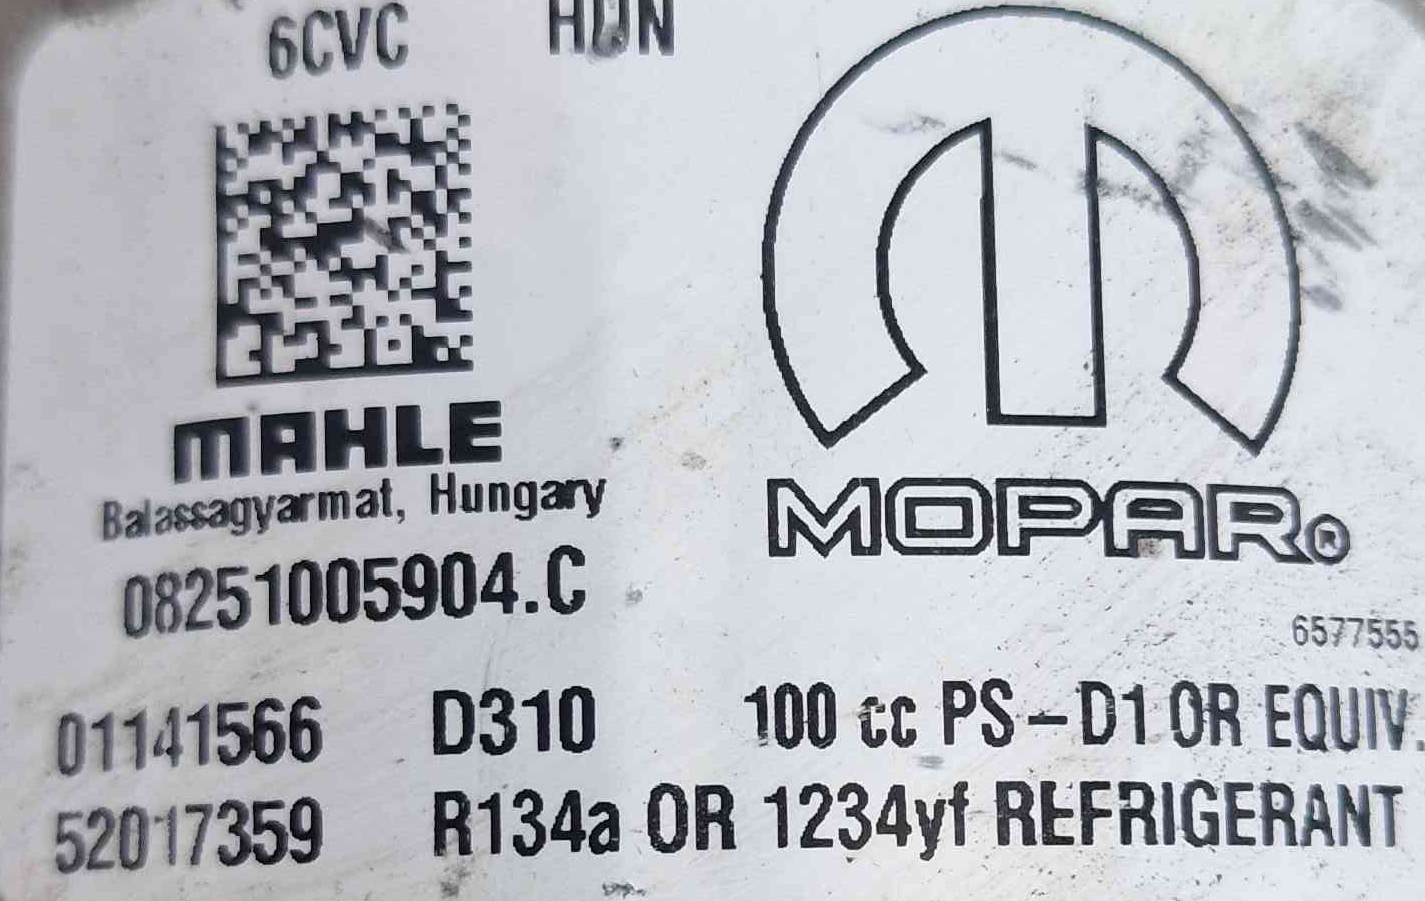 6CVC HUN
MAHLE
Balassagyarmat, Hungary
08251005904.C
MOPAR®
6577555
01141566 D310 100 cc PS-D1 OR EQUIV.
52017359 R134a OR 1234yf REFRIGERANT